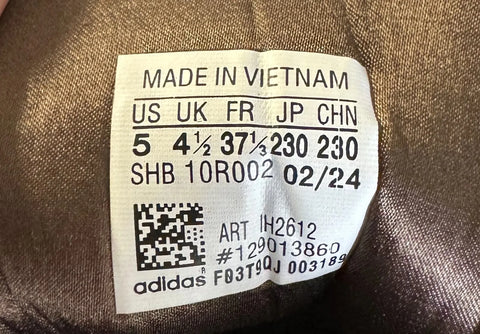 MADE IN VIETNAM
US UK FR JP CHN
5 4½ 37⅓ 230 230
SHB 10R002 02/24
ART IH2612
#129013860
adidas® F03T9QJ 003189